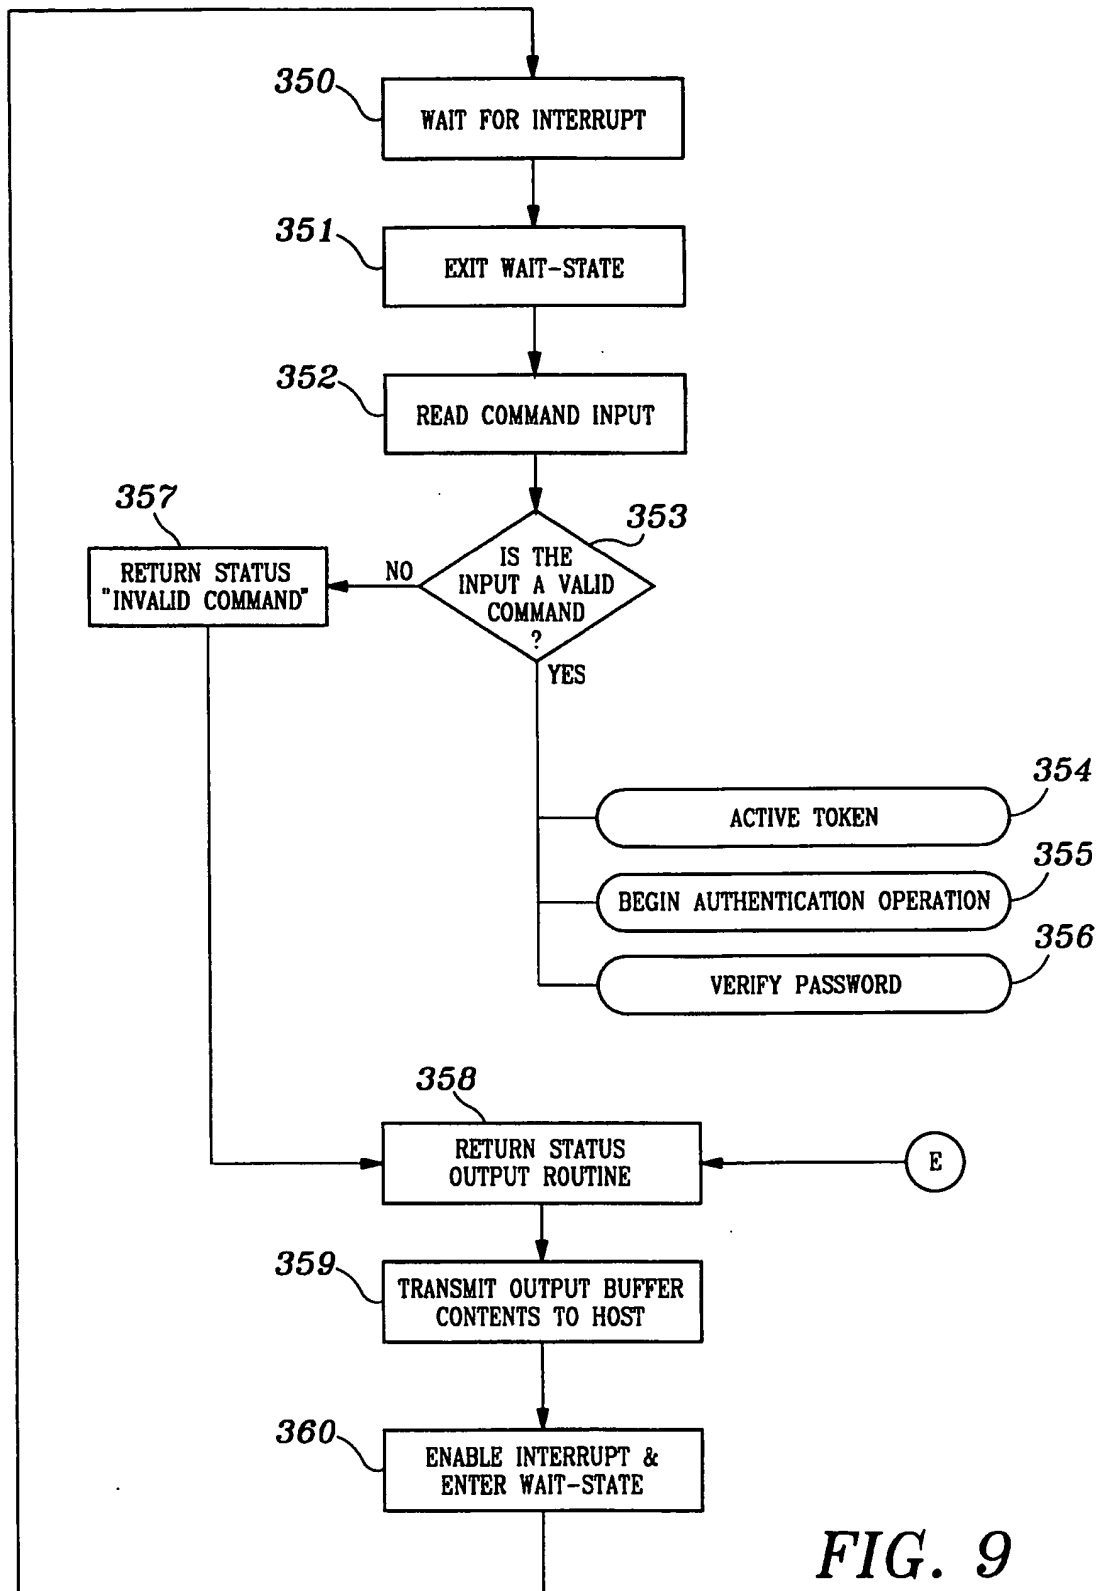 350
WAIT FOR INTERRUPT
351
EXIT WAIT-STATE
352
READ COMMAND INPUT
357
353
RETURN STATUS
"INVALID COMMAND"
NO
IS THE
INPUT A VALID
COMMAND
?
YES
354
ACTIVE TOKEN
355
BEGIN AUTHENTICATION OPERATION
356
VERIFY PASSWORD
358
RETURN STATUS
OUTPUT ROUTINE
E
359
TRANSMIT OUTPUT BUFFER
CONTENTS TO HOST
360
ENABLE INTERRUPT &
ENTER WAIT-STATE
FIG. 9